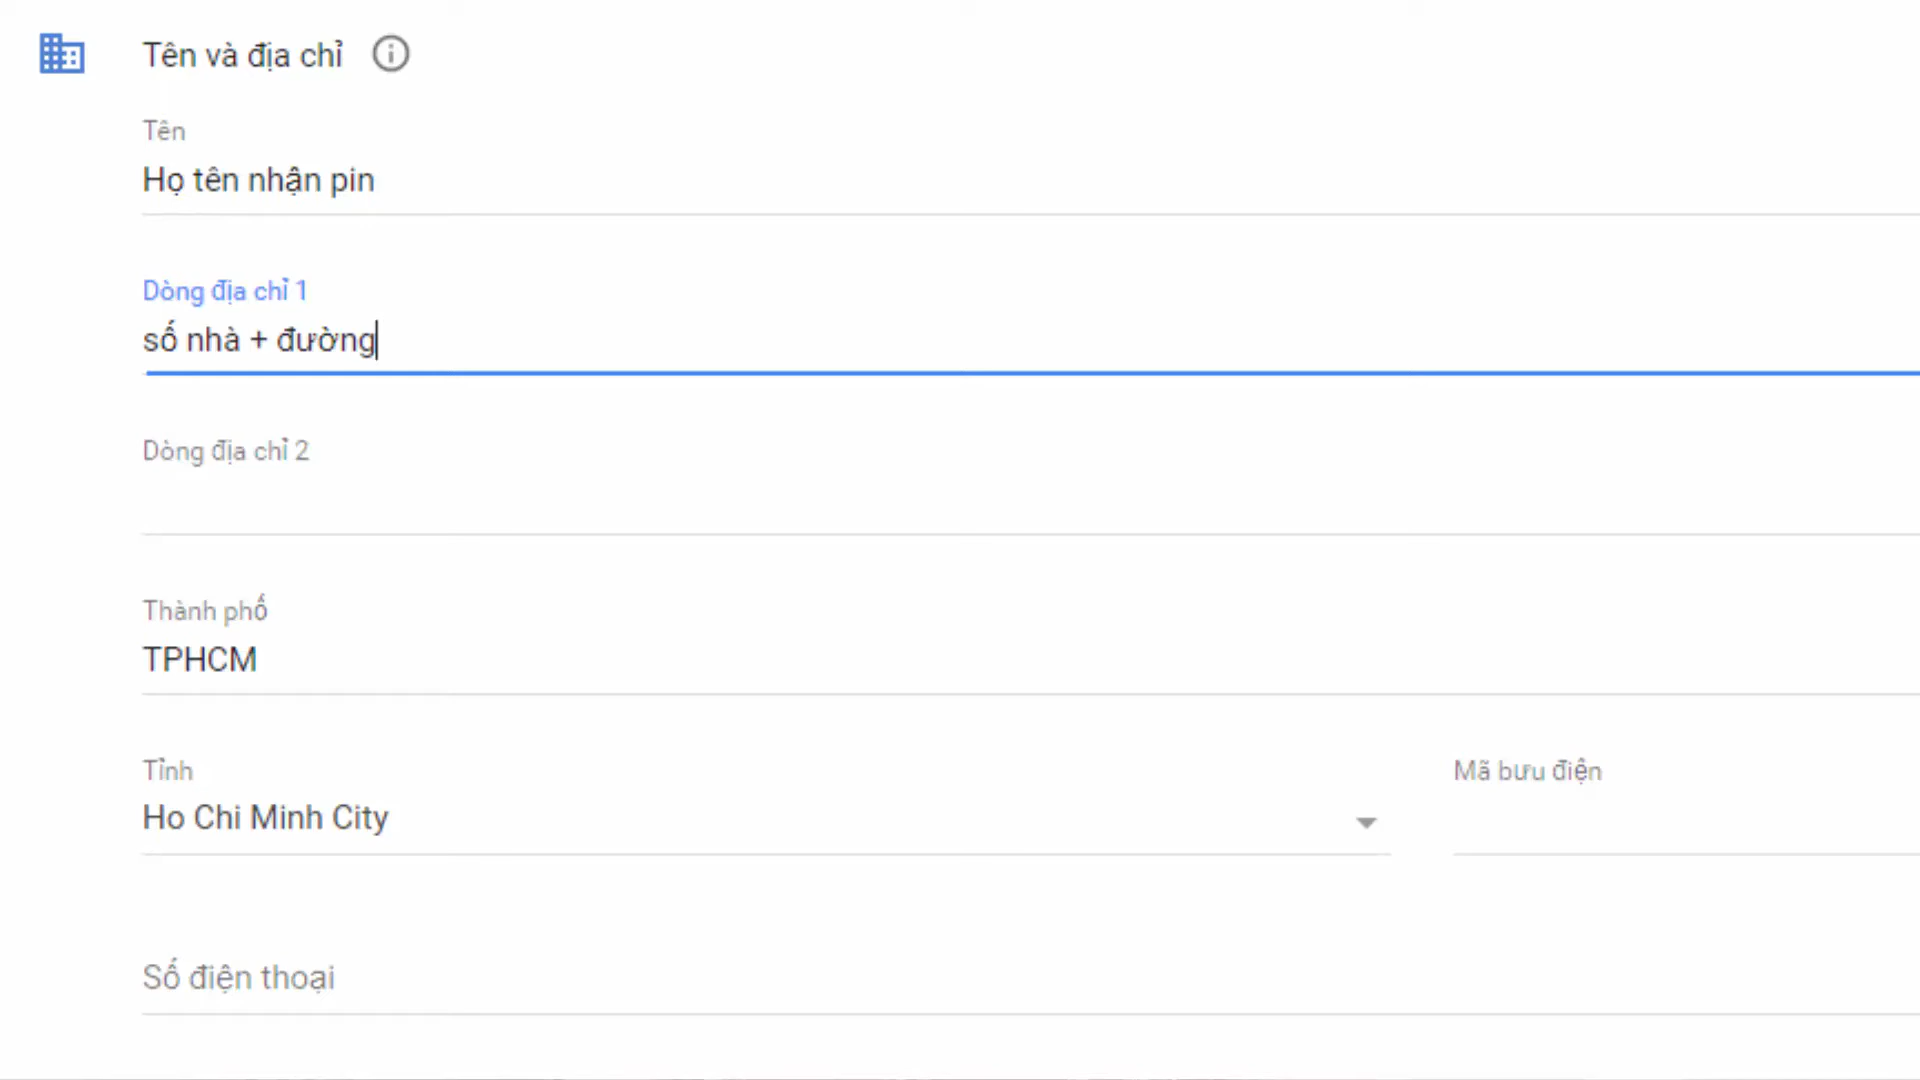 Tên và địa chỉ
Tên
Họ tên nhận pin
Dòng địa chỉ 1
số nhà + đường
Dòng địa chỉ 2
Thành phố
TPHCM
Tỉnh
Mã bưu điện
Ho Chi Minh City
Số điện thoại